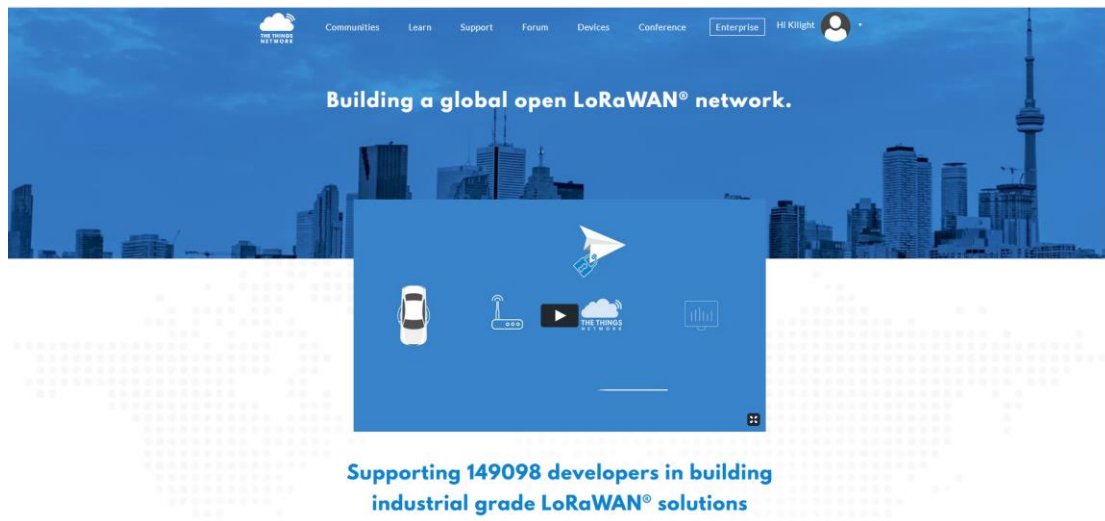 THE THINGS
NETWORK
Communities Learn Support Forum Devices Conference Enterprise Hi Kilight
Building a global open LoRaWAN® network.
THE THINGS
NETWORK
Supporting 149098 developers in building
industrial grade LoRaWAN® solutions